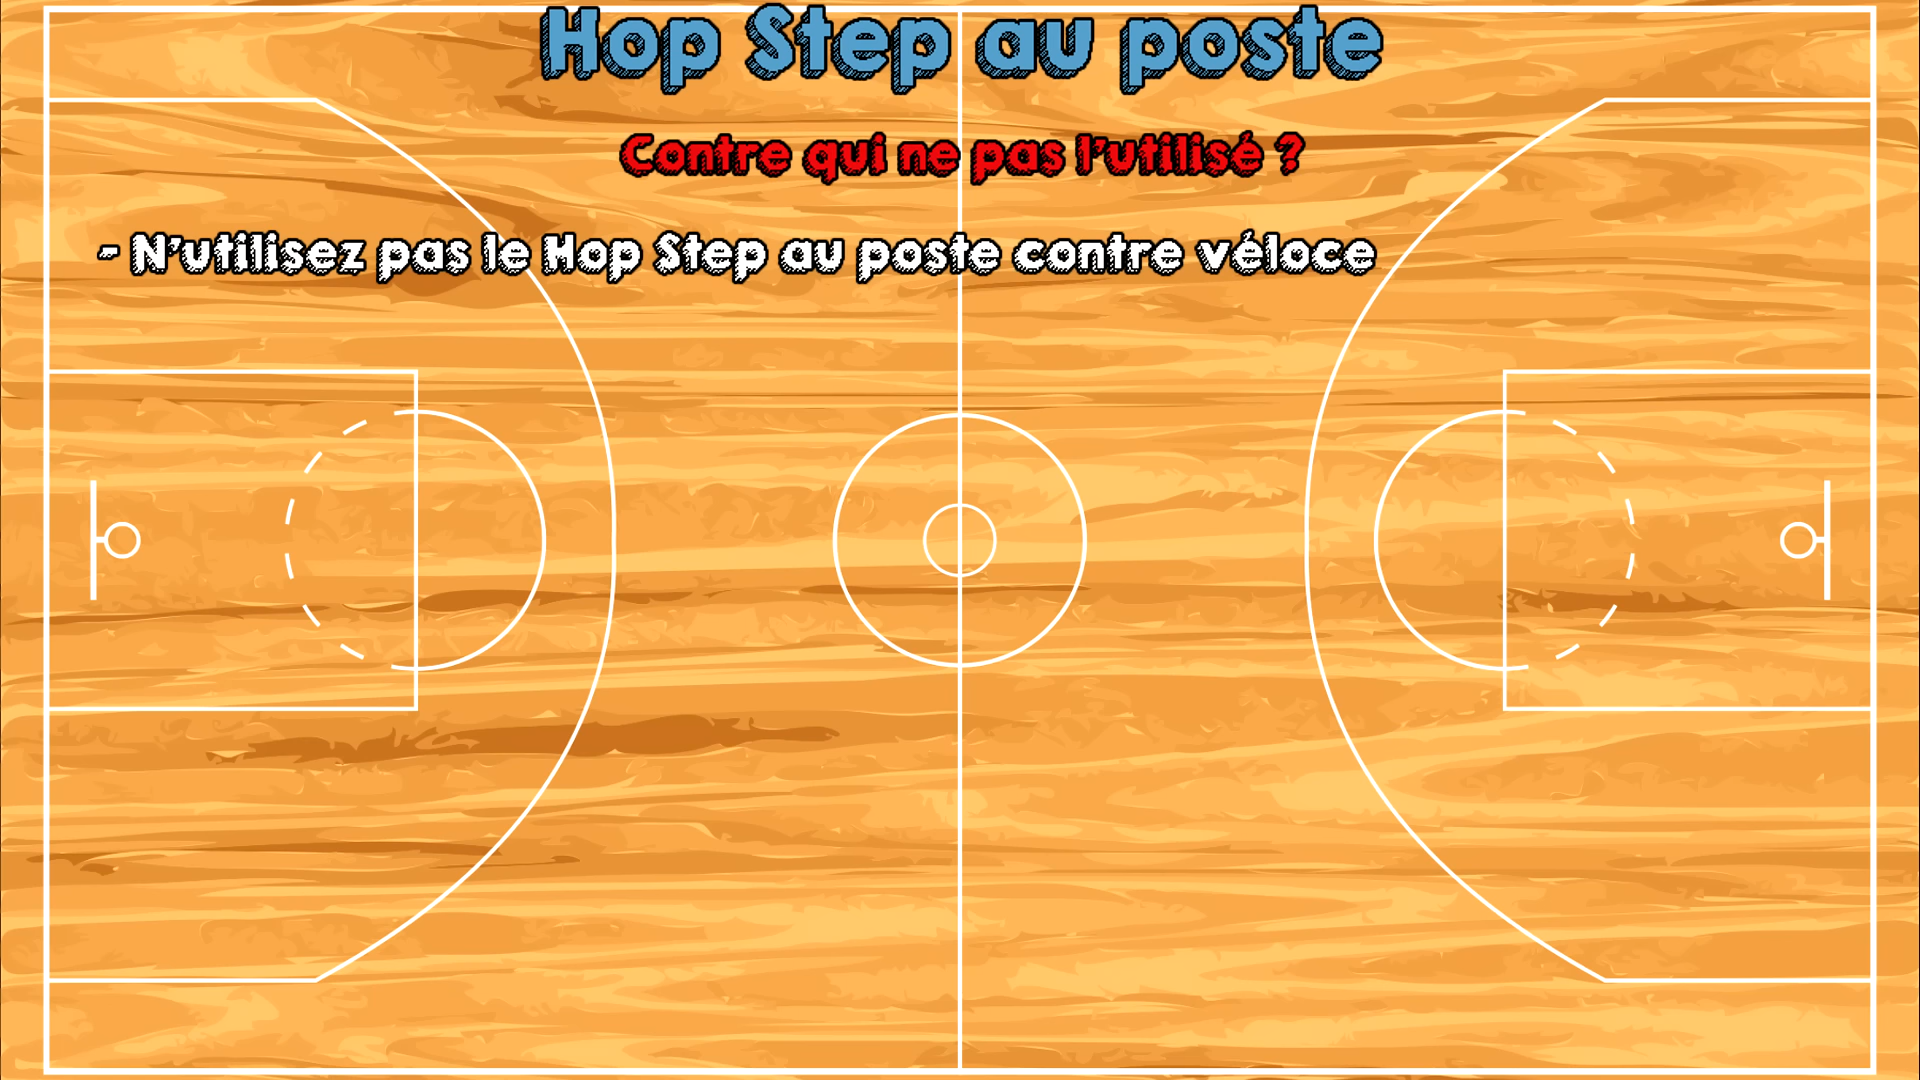 Hop Step au poste
Contre qui ne pas l'utilisé ?
- N'utilisez pas le Hop Step au poste contre véloce